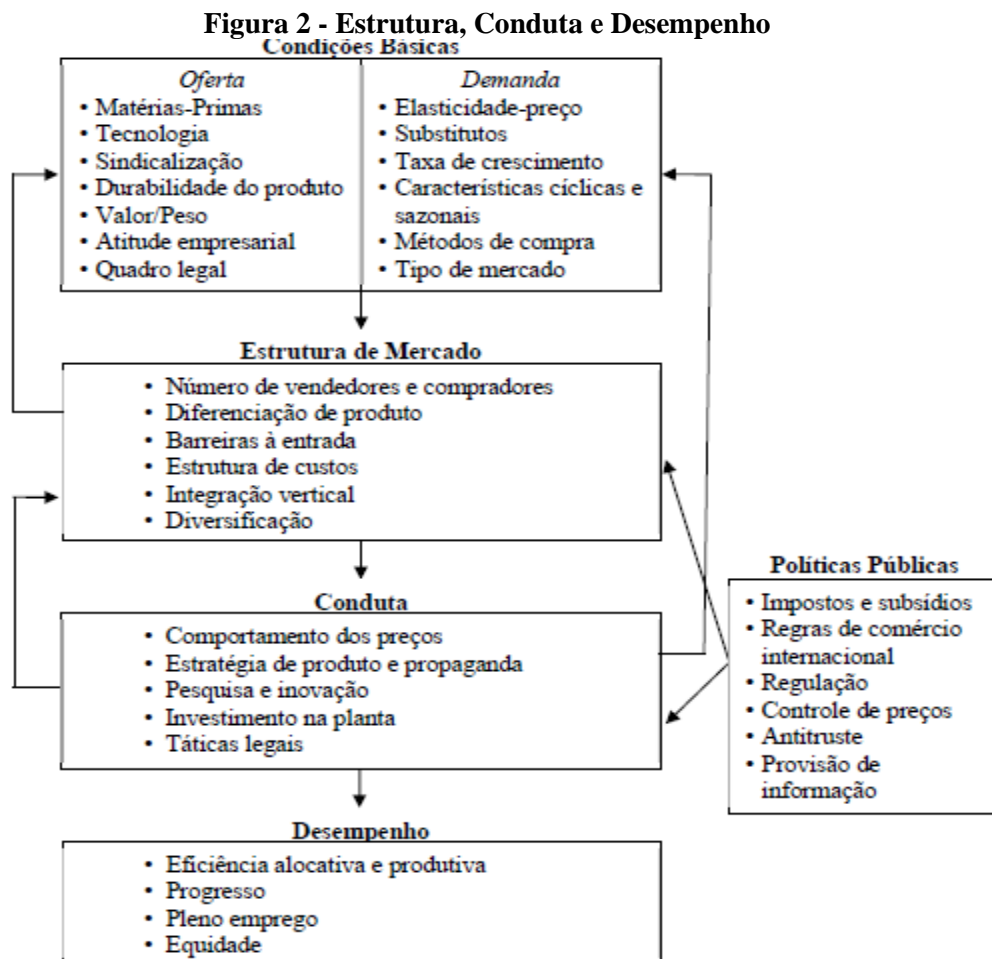 Figura 2 - Estrutura, Conduta e Desempenho
Condições Básicas
Oferta
• Matérias-Primas
• Tecnologia
• Sindicalização
• Durabilidade do produto
• Valor/Peso
• Atitude empresarial
• Quadro legal
Demanda
• Elasticidade-preço
• Substitutos
• Taxa de crescimento
• Características cíclicas e
sazonais
• Métodos de compra
• Tipo de mercado
Estrutura de Mercado
• Número de vendedores e compradores
• Diferenciação de produto
• Barreiras à entrada
• Estrutura de custos
• Integração vertical
• Diversificação
Conduta
• Comportamento dos preços
• Estratégia de produto e propaganda
• Pesquisa e inovação
• Investimento na planta
• Táticas legais
Políticas Públicas
• Impostos e subsídios
• Regras de comércio
internacional
• Regulação
• Controle de preços
• Antitruste
• Provisão de
informação
Desempenho
• Eficiência alocativa e produtiva
• Progresso
• Pleno emprego
• Equidade